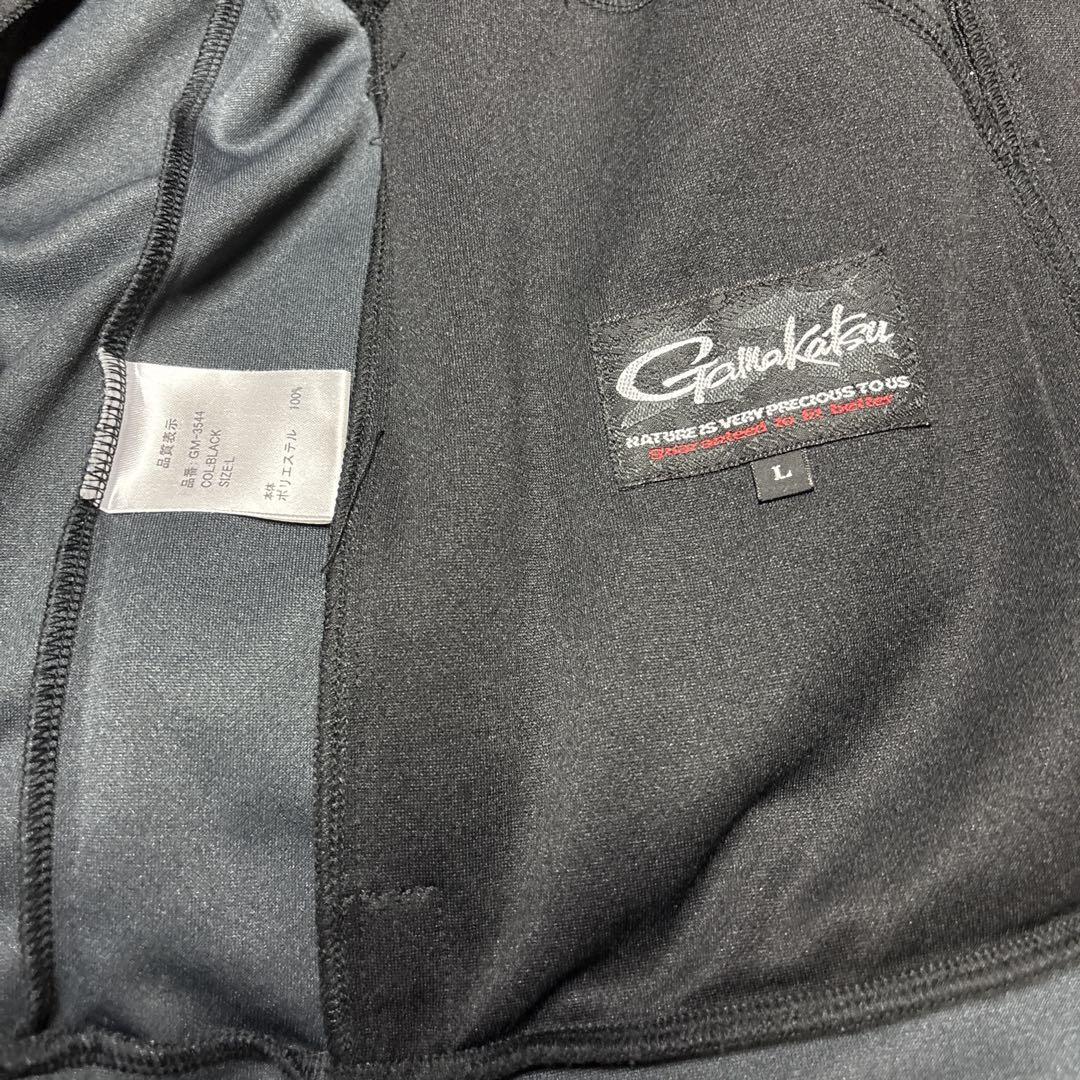 品質表示
品番:GM-3544
COL:BLACK
SIZE:L
本体
ポリエステル 100%
Gamakatsu
NATURE IS VERY PRECIOUS TO US
Guaranteed to fit better
L